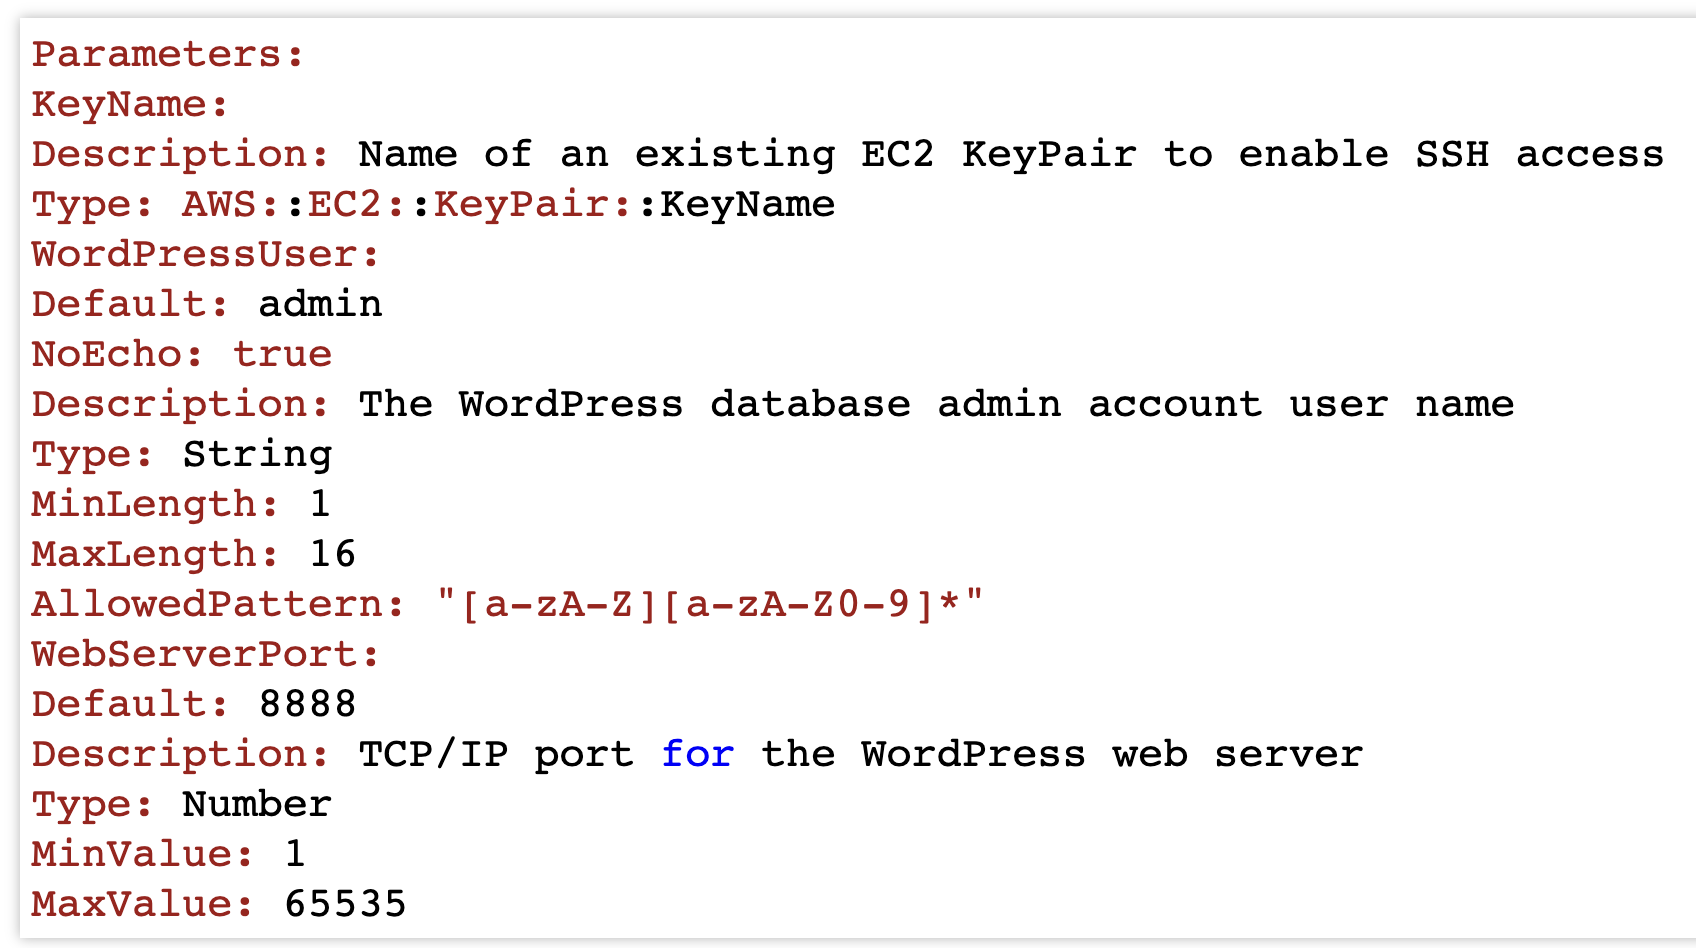 Parameters:
KeyName:
Description: Name of an existing EC2 KeyPair to enable SSH access
Type: AWS::EC2::KeyPair::KeyName
WordPressUser:
Default: admin
NoEcho: true
Description: The WordPress database admin account user name
Type: String
MinLength: 1
MaxLength: 16
AllowedPattern: "[a-zA-Z][a-zA-Z0-9]*"
WebServerPort:
Default: 8888
Description: TCP/IP port for the WordPress web server
Type: Number
MinValue: 1
MaxValue: 65535